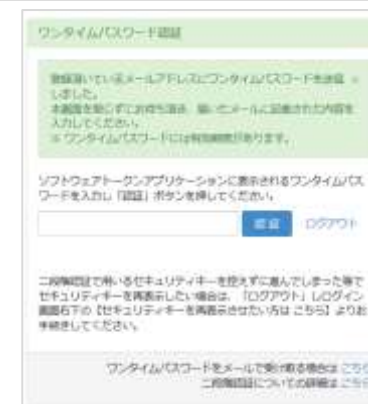 ワンタイムパスワード認証
登録頂いているメールアドレスにワンタイムパスワードを送信 ×
しました。
本画面を閉じずにお待ち頂き、届いたメールに記載された内容を
入力してください。
※ ワンタイムパスワードには有効期限があります。
ソフトウェアトークンアプリケーションに表示されるワンタイムパス
ワードを入力し「認証」ボタンを押してください。
認証 ログアウト
二段階認証で用いるセキュリティキーを控えずに進んでしまった等で
セキュリティキーを再表示したい場合は、「ログアウト」しログイン
画面右下の【セキュリティキーを再表示させたい方は こちら】よりお
手続きしてください。
ワンタイムパスワードをメールで受け取る場合は こちら
二段階認証についての詳細は こちら